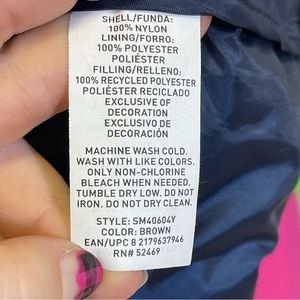 SHELL/FUNDA:
100% NYLON
LINING/FORRO:
100% POLYESTER
POLIÉSTER
FILLING/RELLENO:
100% RECYCLED POLYESTER
POLIÉSTER RECICLADO
EXCLUSIVE OF
DECORATION
EXCLUSIVO DE
DECORACIÓN
MACHINE WASH COLD.
WASH WITH LIKE COLORS.
ONLY NON-CHLORINE
BLEACH WHEN NEEDED.
TUMBLE DRY LOW. DO NOT
IRON. DO NOT DRY CLEAN.
STYLE: SM40604Y
COLOR: BROWN
EAN/UPC 8 2179637946
RN# 52469